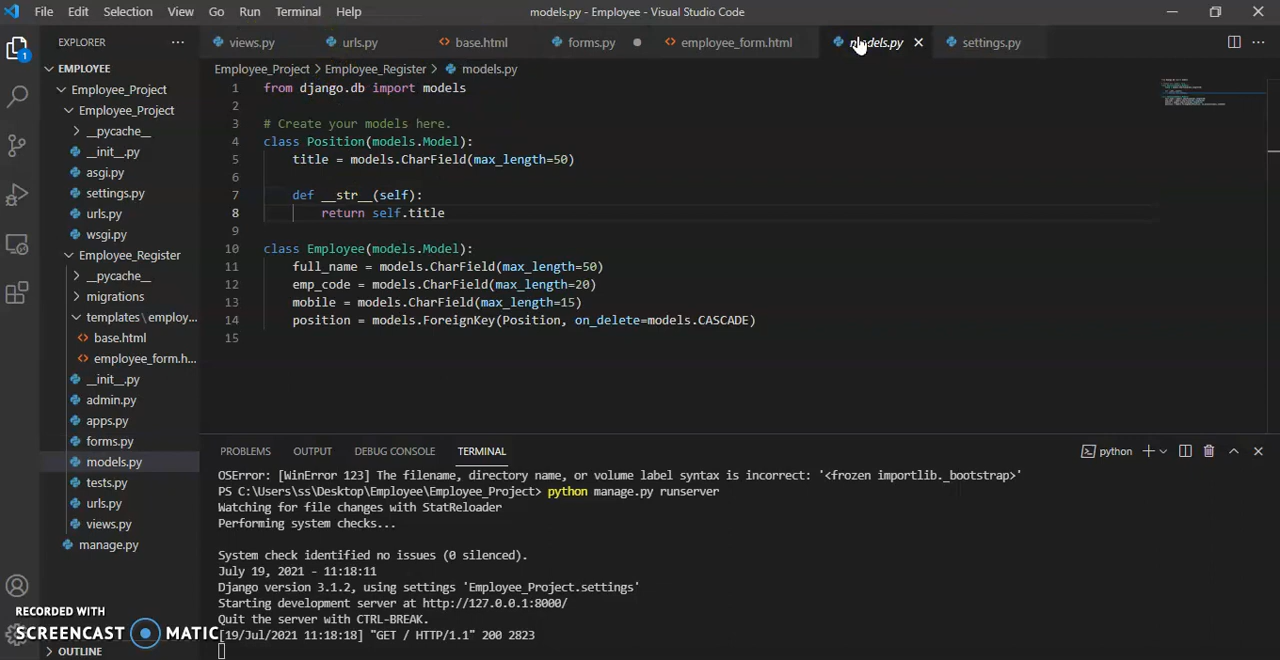 File Edit Selection View Go Run Terminal Help models.py - Employee - Visual Studio Code
EXPLORER ... views.py urls.py base.html forms.py employee_form.html models.py settings.py
EMPLOYEE
Employee_Project
Employee_Project
__pycache__
__init__.py
asgi.py
settings.py
urls.py
wsgi.py
Employee_Register
__pycache__
migrations
templates\employ...
base.html
employee_form.h...
__init__.py
admin.py
apps.py
forms.py
models.py
tests.py
urls.py
views.py
manage.py
OUTLINE
1
Employee_Project > Employee_Register > models.py
1 from django.db import models
2
3 # Create your models here.
4 class Position(models.Model):
5 title = models.CharField(max_length=50)
6
7 def __str__(self):
8 return self.title
9
10 class Employee(models.Model):
11 full_name = models.CharField(max_length=50)
12 emp_code = models.CharField(max_length=20)
13 mobile = models.CharField(max_length=15)
14 position = models.ForeignKey(Position, on_delete=models.CASCADE)
15
PROBLEMS OUTPUT DEBUG CONSOLE TERMINAL python
OSError: [WinError 123] The filename, directory name, or volume label syntax is incorrect: '<frozen importlib._bootstrap>'
PS C:\Users\ss\Desktop\Employee\Employee_Project> python manage.py runserver
Watching for file changes with StatReloader
Performing system checks...
System check identified no issues (0 silenced).
July 19, 2021 - 11:18:11
Django version 3.1.2, using settings 'Employee_Project.settings'
Starting development server at http://127.0.0.1:8000/
Quit the server with CTRL-BREAK.
[19/Jul/2021 11:18:18] "GET / HTTP/1.1" 200 2823
RECORDED WITH
SCREENCAST MATIC